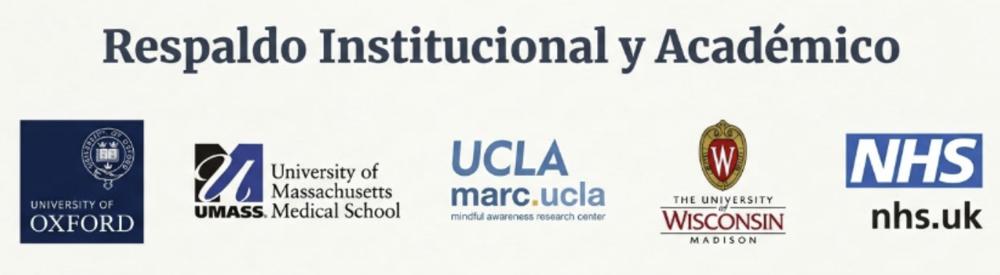 Respaldo Institucional y Académico
UNIVERSITY OF
OXFORD
UMASS
University of
Massachusetts
Medical School
UCLA
marc.ucla
mindful awareness research center
W
THE UNIVERSITY
of
WISCONSIN
MADISON
NHS
nhs.uk